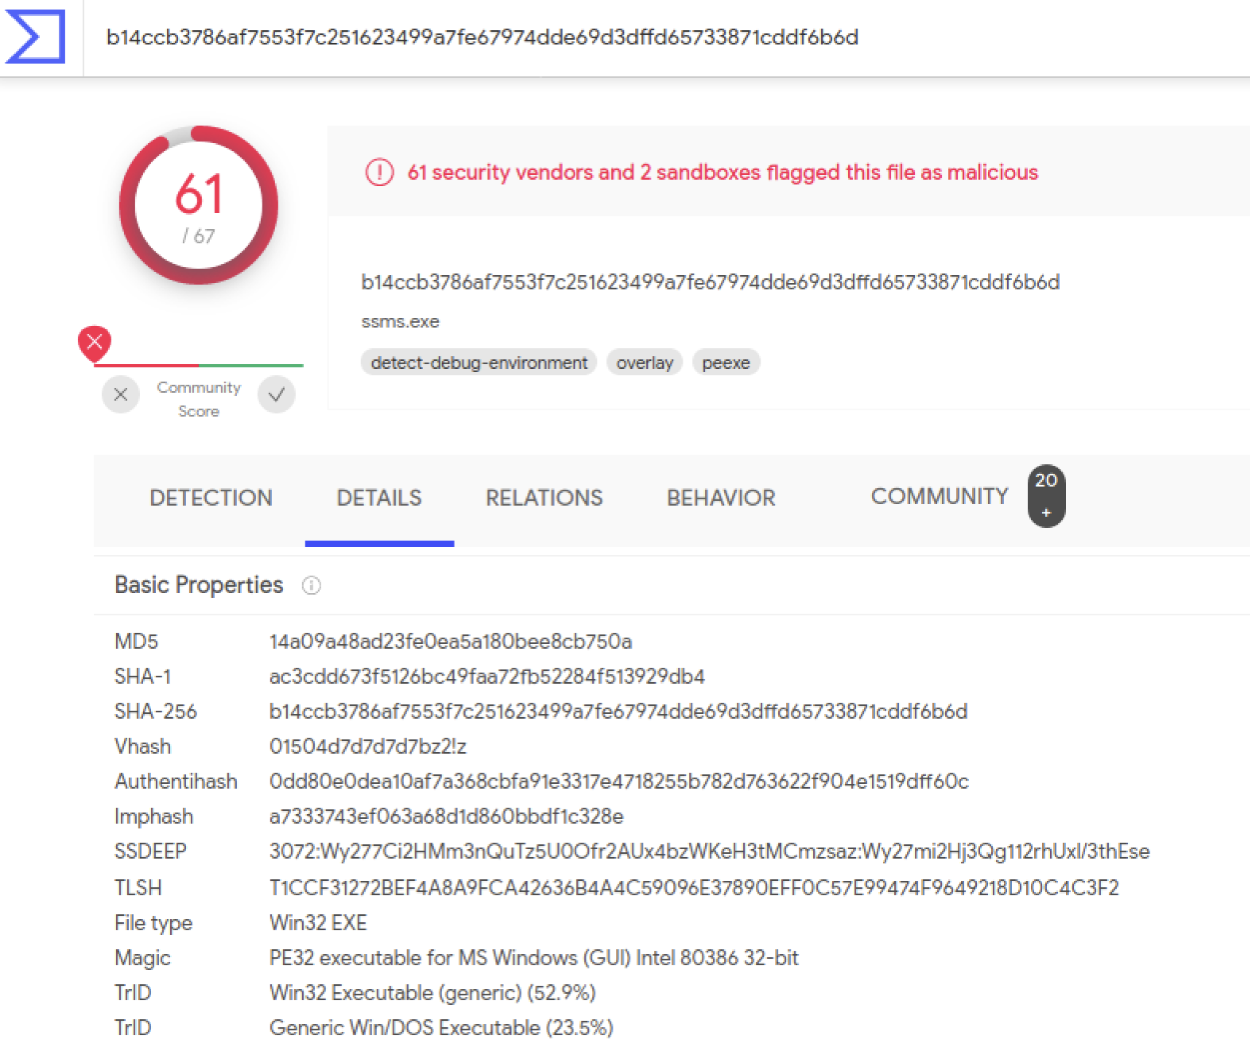 b14ccb3786af7553f7c251623499a7fe67974dde69d3dffd65733871cddf6b6d
61
/ 67
61 security vendors and 2 sandboxes flagged this file as malicious
b14ccb3786af7553f7c251623499a7fe67974dde69d3dffd65733871cddf6b6d
ssms.exe
detect-debug-environment overlay peexe
Community
Score
DETECTION DETAILS RELATIONS BEHAVIOR COMMUNITY 20
+
Basic Properties
MD5 14a09a48ad23fe0ea5a180bee8cb750a
SHA-1 ac3cdd673f5126bc49faa72fb52284f513929db4
SHA-256 b14ccb3786af7553f7c251623499a7fe67974dde69d3dffd65733871cddf6b6d
Vhash 01504d7d7d7d7bz2!z
Authentihash 0dd80e0dea10af7a368cbfa91e3317e4718255b782d763622f904e1519dff60c
Imphash a7333743ef063a68d1d860bbdf1c328e
SSDEEP 3072:Wy277Ci2HMm3nQuTz5U0Ofr2AUx4bzWKeH3tMCmzsaz:Wy27mi2Hj3Qg112rhUxl/3thEse
TLSH T1CCF31272BEF4A8A9FCA42636B4A4C59096E37890EFF0C57E99474F9649218D10C4C3F2
File type Win32 EXE
Magic PE32 executable for MS Windows (GUI) Intel 80386 32-bit
TrID Win32 Executable (generic) (52.9%)
TrID Generic Win/DOS Executable (23.5%)